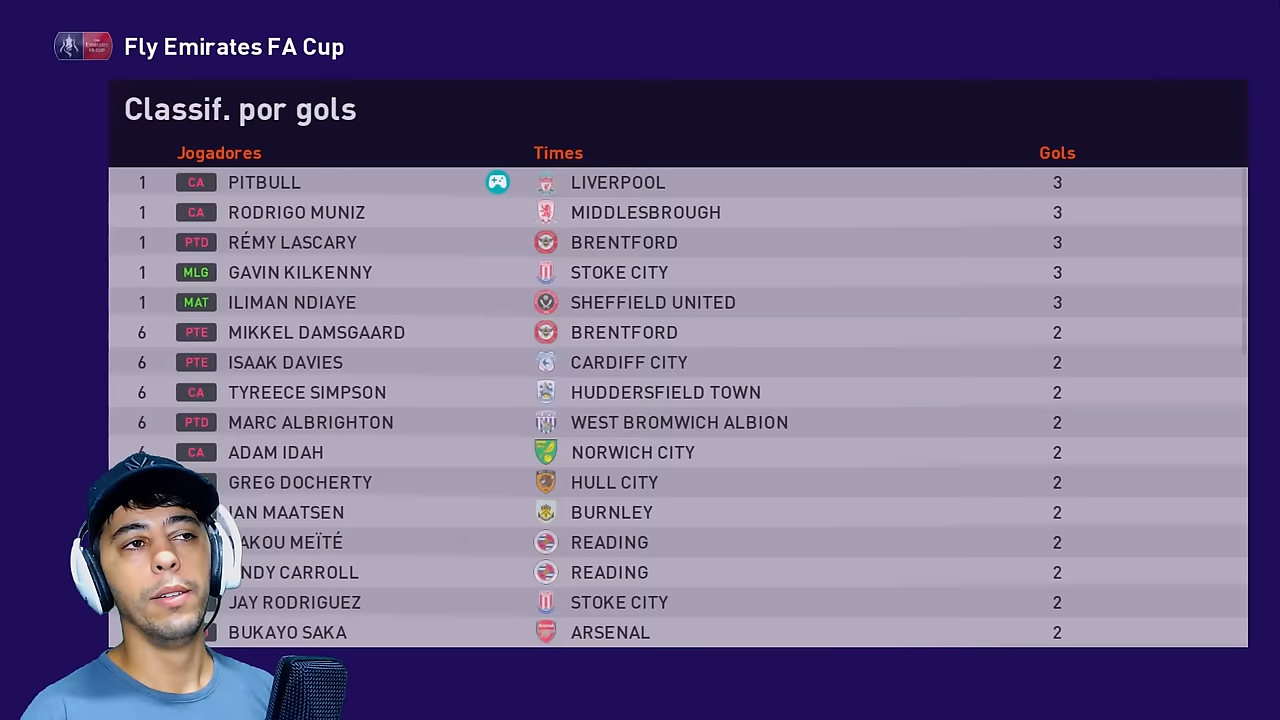 Fly Emirates FA Cup
Classif. por gols
Jogadores Times Gols
1 CA PITBULL LIVERPOOL 3
1 CA RODRIGO MUNIZ MIDDLESBROUGH 3
1 PTD RÉMY LASCARY BRENTFORD 3
1 MLG GAVIN KILKENNY STOKE CITY 3
1 MAT ILIMAN NDIAYE SHEFFIELD UNITED 3
6 PTE MIKKEL DAMSGAARD BRENTFORD 2
6 PTE ISAAK DAVIES CARDIFF CITY 2
6 CA TYREECE SIMPSON HUDDERSFIELD TOWN 2
6 PTD MARC ALBRIGHTON WEST BROMWICH ALBION 2
6 CA ADAM IDAH NORWICH CITY 2
GREG DOCHERTY HULL CITY 2
IAN MAATSEN BURNLEY 2
MEÏTÉ READING 2
CARROLL READING 2
JAY RODRIGUEZ STOKE CITY 2
BUKAYO SAKA ARSENAL 2